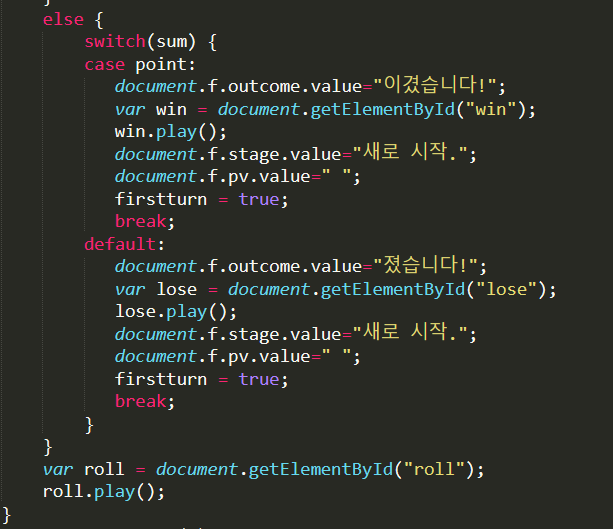 else {
switch(sum) {
case point:
document.f.outcome.value="이겼습니다!";
var win = document.getElementById("win");
win.play();
document.f.stage.value="새로 시작.";
document.f.pv.value=" ";
firstturn = true;
break;
default:
document.f.outcome.value="졌습니다!";
var lose = document.getElementById("lose");
lose.play();
document.f.stage.value="새로 시작.";
document.f.pv.value=" ";
firstturn = true;
break;
}
}
var roll = document.getElementById("roll");
roll.play();
}